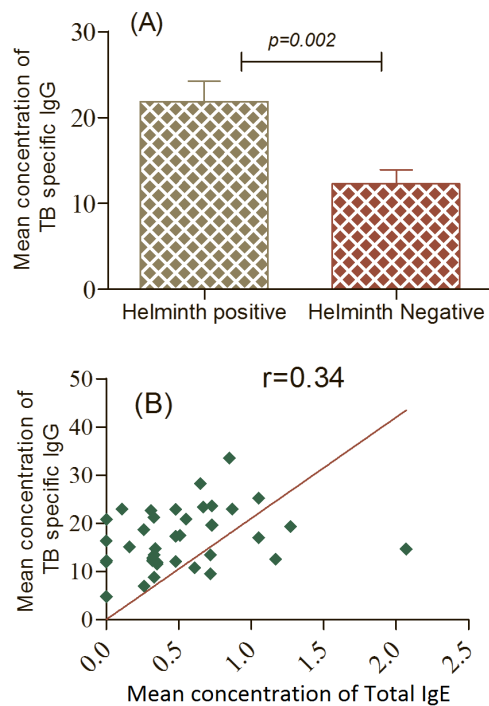 (A)
p=0.002
Mean concentration of
TB specific IgG
30
20
10
0
Helminth positive
Helminth Negative
(B)
r=0.34
Mean concentration of
TB specific IgG
50
40
30
20
10
0
0.0
0.5
1.0
1.5
2.0
2.5
Mean concentration of Total IgE